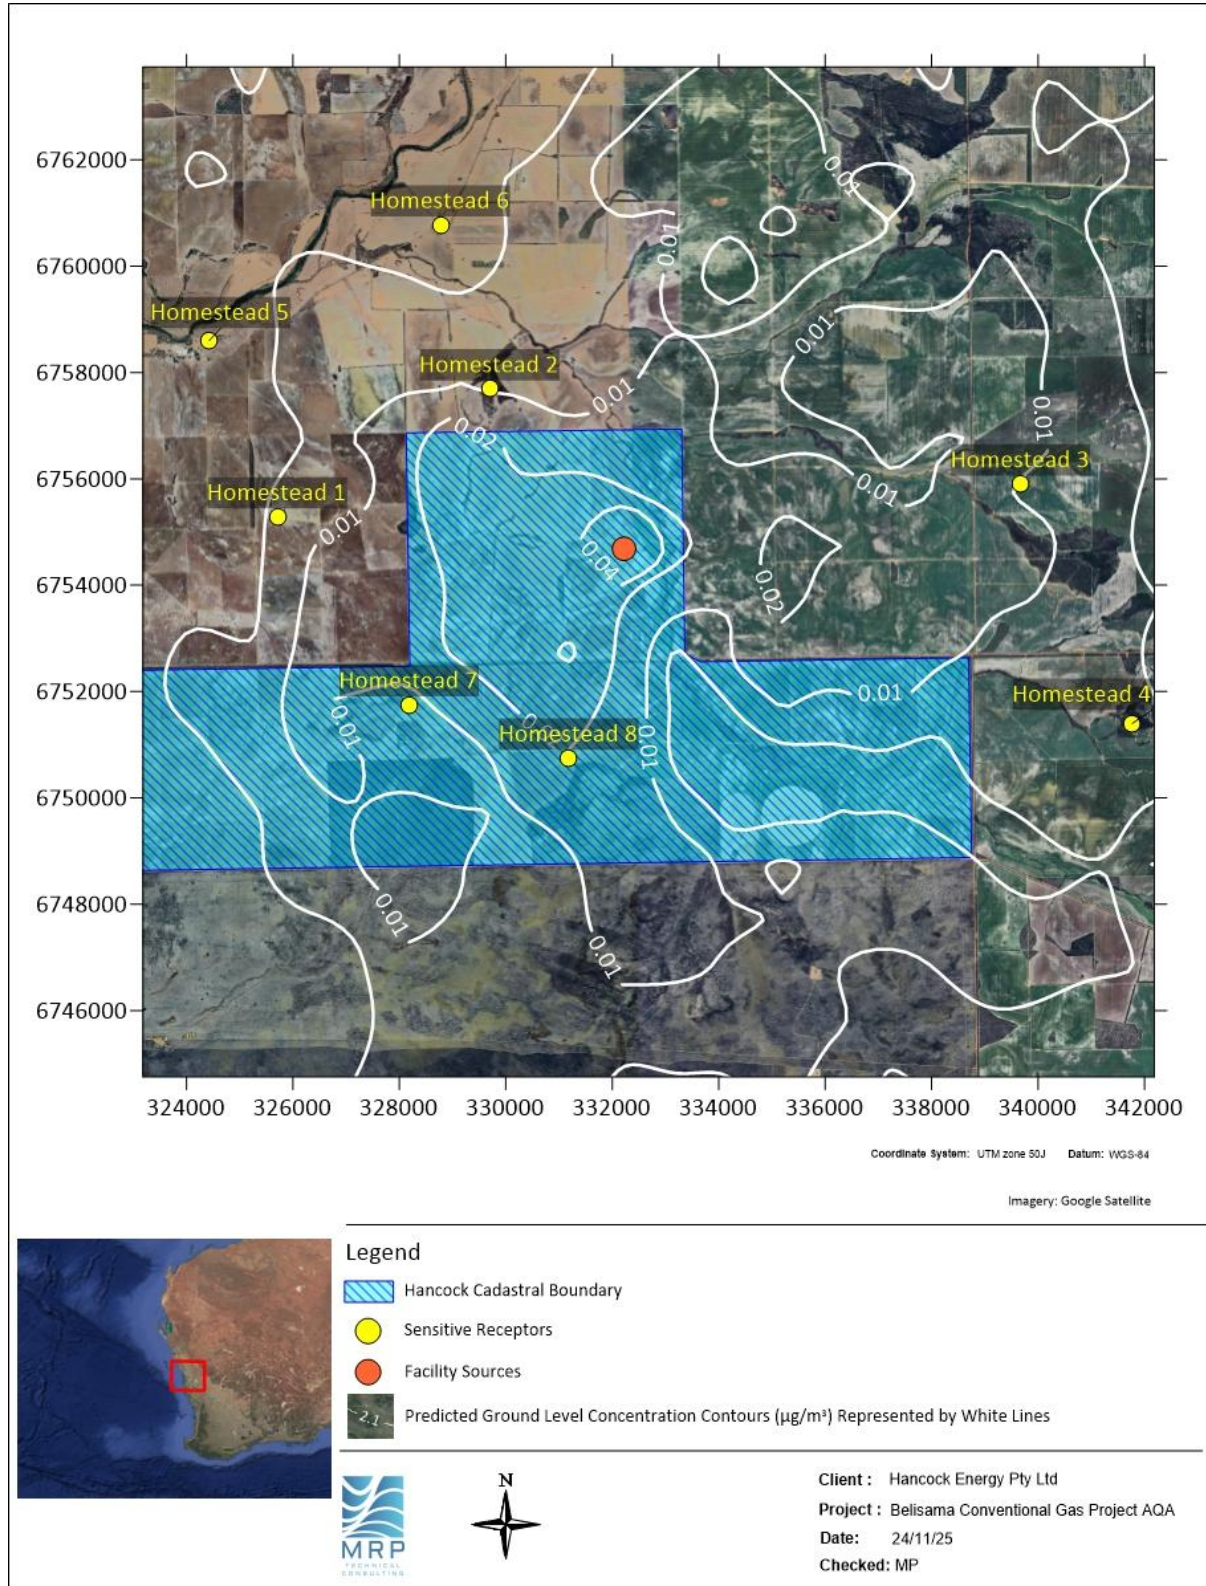 6762000
6760000
6758000
6756000
6754000
6752000
6750000
6748000
6746000
324000 326000 328000 330000 332000 334000 336000 338000 340000 342000
Homestead 6
Homestead 5
Homestead 2
Homestead 3
Homestead 1
Homestead 7
Homestead 4
Homestead 8
0.01
0.01
0.01
0.01
0.01
0.02
0.01
0.01
0.04
0.02
0.01
0.01
0.01
0.01
0.01
Coordinate System: UTM zone 50J Datum: WGS-84
Imagery: Google Satellite
Legend
Hancock Cadastral Boundary
Sensitive Receptors
Facility Sources
2.1
Predicted Ground Level Concentration Contours (µg/m³) Represented by White Lines
MRP
TECHNICAL
CONSULTING
N
Client : Hancock Energy Pty Ltd
Project : Belisama Conventional Gas Project AQA
Date: 24/11/25
Checked: MP